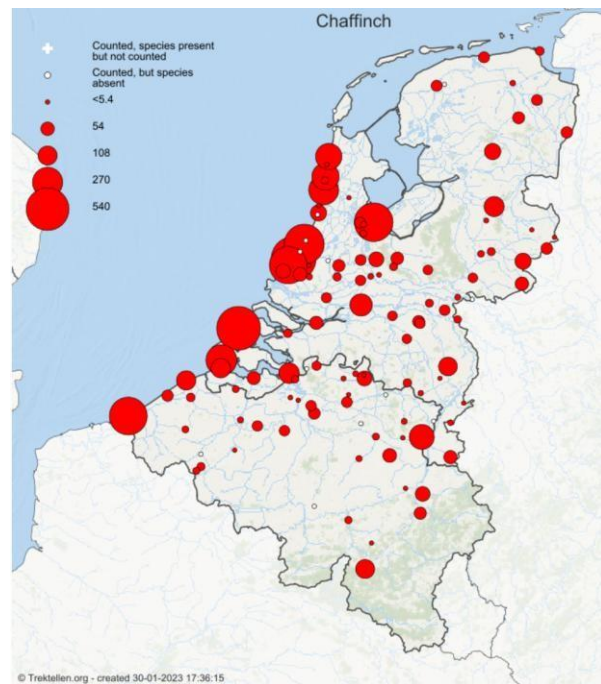 Chaffinch
Counted, species present
but not counted
Counted, but species
absent
<5.4
54
108
270
540
© Trektellen.org - created 30-01-2023 17:36:15